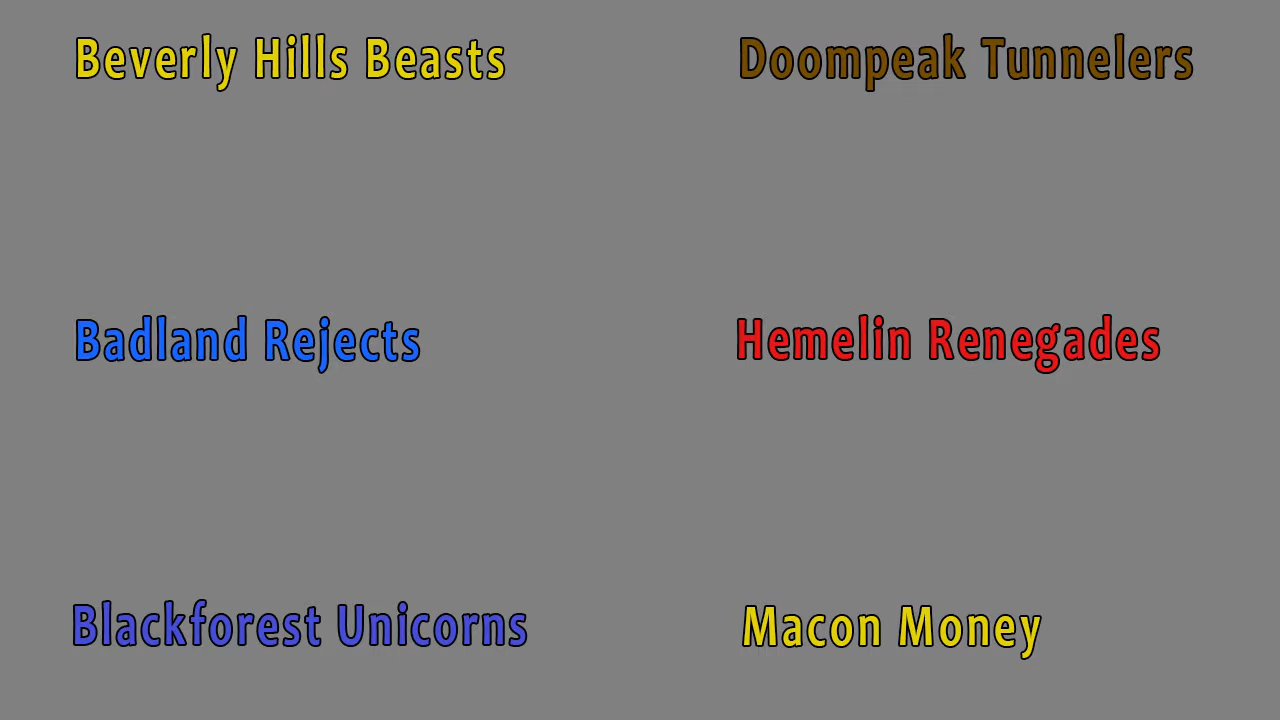 Beverly Hills Beasts
Doompeak Tunnelers
Badland Rejects
Hemelin Renegades
Blackforest Unicorns
Macon Money